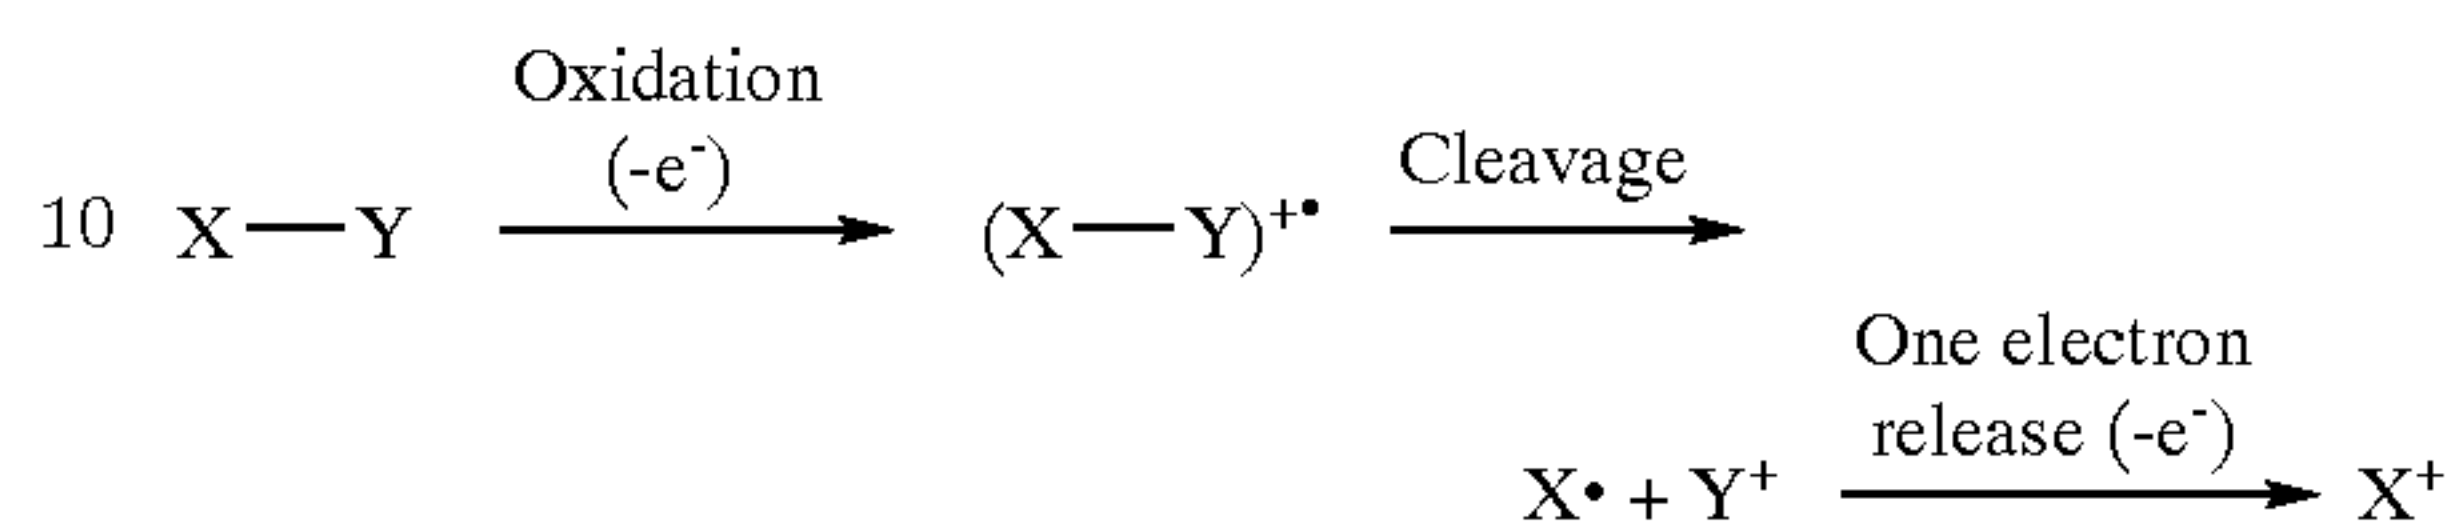 Oxidation
(-e⁻)
Cleavage
10 X—Y (X—Y)⁺•
One electron
release (-e⁻)
X• + Y⁺ X⁺